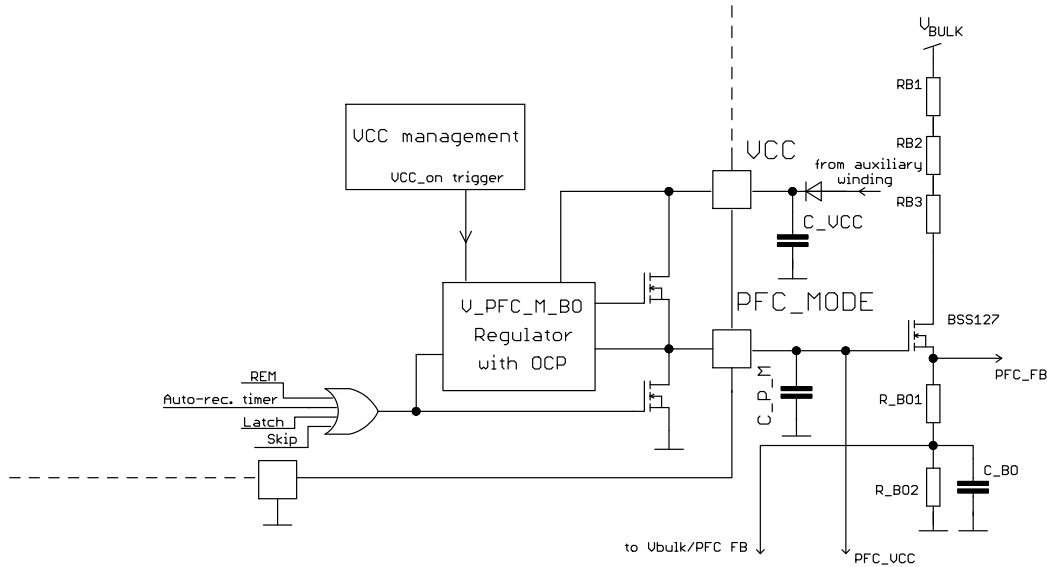 V_BULK
RB1
VCC management
RB2
VCC
from auxiliary
winding
VCC_on trigger
RB3
C_VCC
PFC_MODE
V_PFC_M_BO
Regulator
with OCP
BSS127
PFC_FB
REM
C_P_M
Auto-rec. timer
R_BO1
Latch
Skip
C_BO
R_BO2
to Vbulk/PFC FB
PFC_VCC